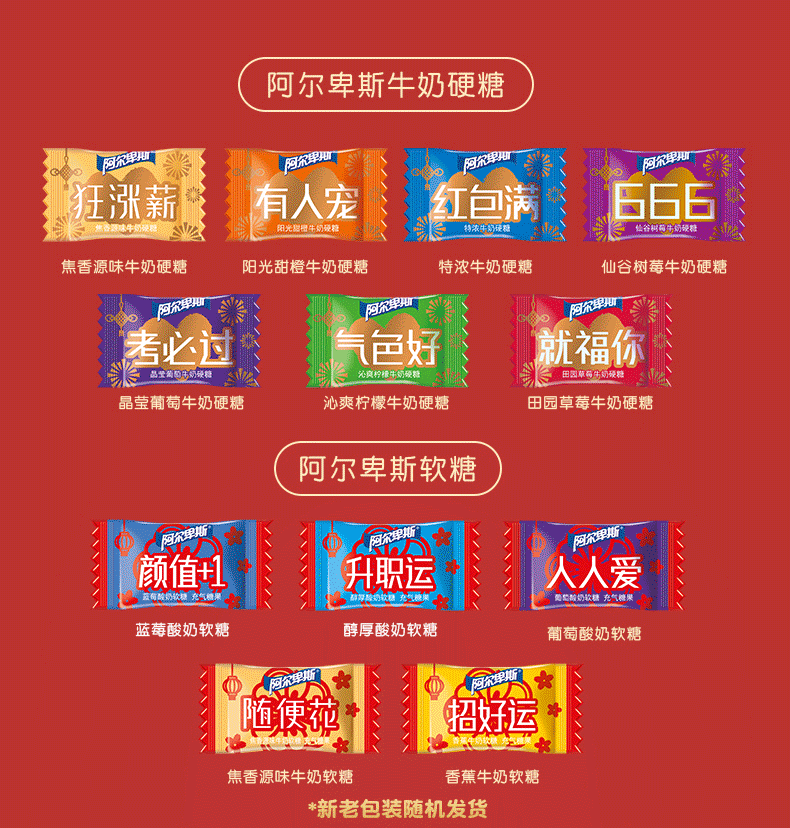 阿尔卑斯牛奶硬糖
阿尔卑斯 阿尔卑斯 阿尔卑斯 阿尔卑斯
狂涨薪 有人宠 红包满 666
焦香源味牛奶硬糖 阳光甜橙牛奶硬糖 特浓牛奶硬糖 仙谷树莓牛奶硬糖
焦香源味牛奶硬糖 阳光甜橙牛奶硬糖 特浓牛奶硬糖 仙谷树莓牛奶硬糖
阿尔卑斯 阿尔卑斯 阿尔卑斯
考必过 气色好 就福你
晶莹葡萄牛奶硬糖 沁爽柠檬牛奶硬糖 田园草莓牛奶硬糖
晶莹葡萄牛奶硬糖 沁爽柠檬牛奶硬糖 田园草莓牛奶硬糖
阿尔卑斯软糖
阿尔卑斯 阿尔卑斯 阿尔卑斯
颜值+1 升职运 人人爱
蓝莓酸奶软糖 充气糖果 醇厚酸奶软糖 充气糖果 葡萄酸奶软糖 充气糖果
蓝莓酸奶软糖 醇厚酸奶软糖 葡萄酸奶软糖
阿尔卑斯 阿尔卑斯
随便花 招好运
焦香源味牛奶软糖 充气糖果 香蕉牛奶软糖 充气糖果
焦香源味牛奶软糖 香蕉牛奶软糖
*新老包装随机发货